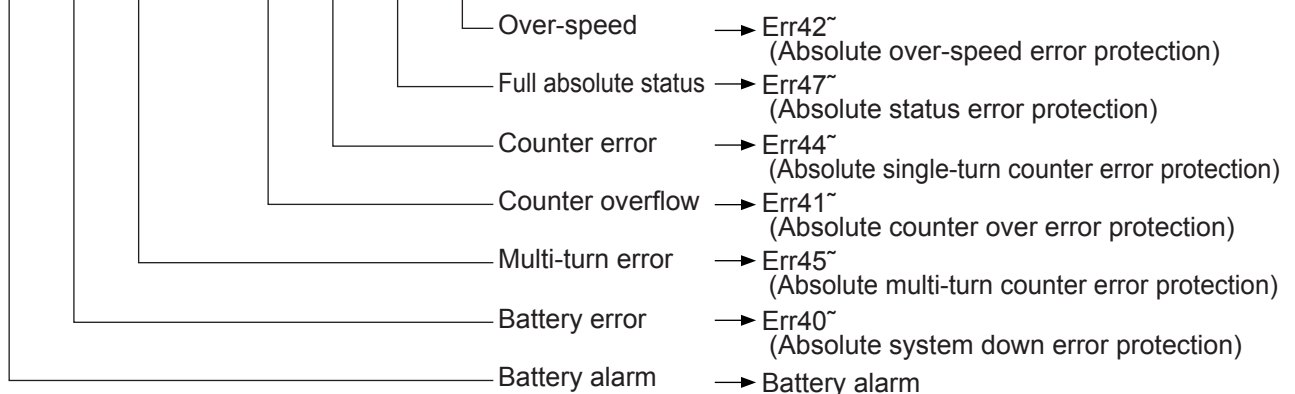 Over-speed → Err42˜
(Absolute over-speed error protection)
Full absolute status → Err47˜
(Absolute status error protection)
Counter error → Err44˜
(Absolute single-turn counter error protection)
Counter overflow → Err41˜
(Absolute counter over error protection)
Multi-turn error → Err45˜
(Absolute multi-turn counter error protection)
Battery error → Err40˜
(Absolute system down error protection)
Battery alarm → Battery alarm